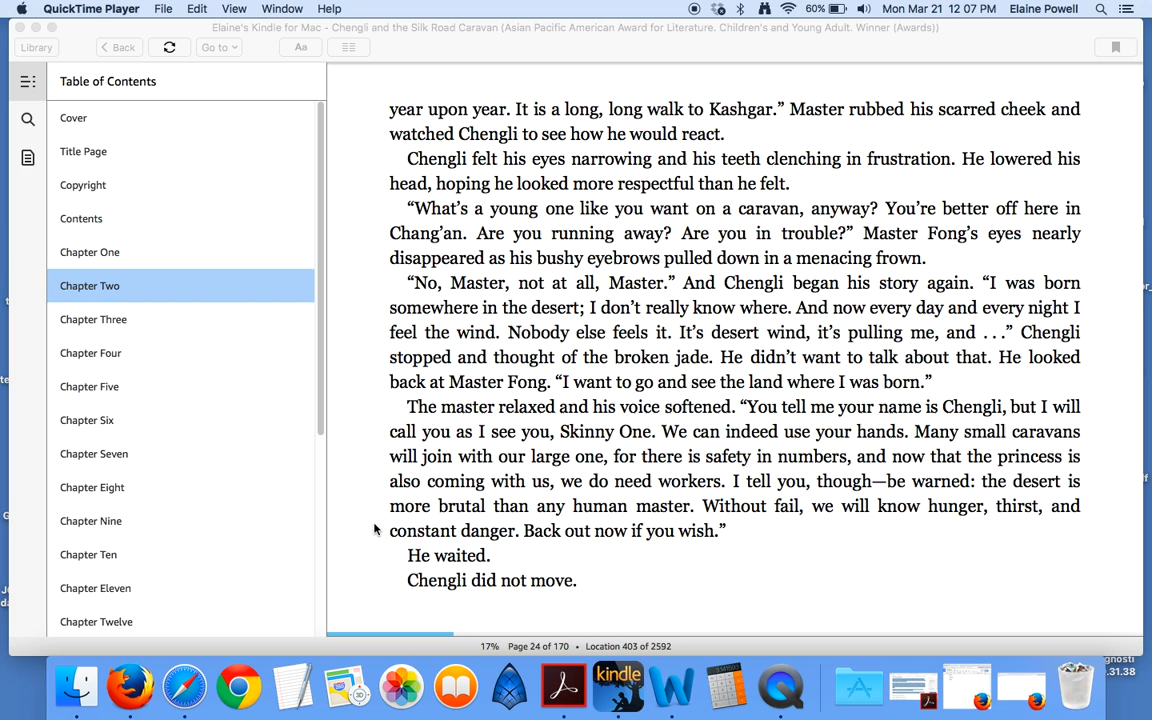 QuickTime Player File Edit View Window Help 60% Mon Mar 21 12 07 PM Elaine Powell
Elaine's Kindle for Mac - Chengli and the Silk Road Caravan (Asian Pacific American Award for Literature. Children's and Young Adult. Winner (Awards))
Library Back Go to Aa
Table of Contents
Cover
Title Page
Copyright
Contents
Chapter One
Chapter Two
Chapter Three
Chapter Four
Chapter Five
Chapter Six
Chapter Seven
Chapter Eight
Chapter Nine
Chapter Ten
Chapter Eleven
Chapter Twelve
year upon year. It is a long, long walk to Kashgar.” Master rubbed his scarred cheek and
watched Chengli to see how he would react.
Chengli felt his eyes narrowing and his teeth clenching in frustration. He lowered his
head, hoping he looked more respectful than he felt.
“What’s a young one like you want on a caravan, anyway? You’re better off here in
Chang’an. Are you running away? Are you in trouble?” Master Fong’s eyes nearly
disappeared as his bushy eyebrows pulled down in a menacing frown.
“No, Master, not at all, Master.” And Chengli began his story again. “I was born
somewhere in the desert; I don’t really know where. And now every day and every night I
feel the wind. Nobody else feels it. It’s desert wind, it’s pulling me, and . . .” Chengli
stopped and thought of the broken jade. He didn’t want to talk about that. He looked
back at Master Fong. “I want to go and see the land where I was born.”
The master relaxed and his voice softened. “You tell me your name is Chengli, but I will
call you as I see you, Skinny One. We can indeed use your hands. Many small caravans
will join with our large one, for there is safety in numbers, and now that the princess is
also coming with us, we do need workers. I tell you, though—be warned: the desert is
more brutal than any human master. Without fail, we will know hunger, thirst, and
constant danger. Back out now if you wish.”
He waited.
Chengli did not move.
17% Page 24 of 170 • Location 403 of 2592
kindle
gnosti
.31.38